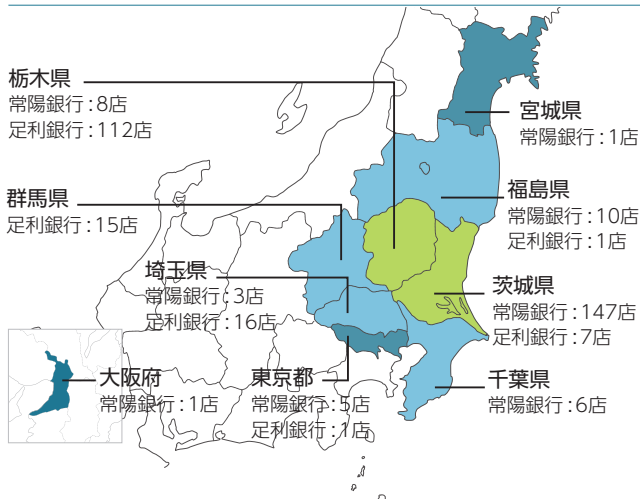 栃木県
常陽銀行:8店
足利銀行:112店
宮城県
常陽銀行:1店
福島県
常陽銀行:10店
足利銀行:1店
群馬県
足利銀行:15店
埼玉県
常陽銀行:3店
足利銀行:16店
茨城県
常陽銀行:147店
足利銀行:7店
大阪府
常陽銀行:1店
東京都
常陽銀行:5店
足利銀行:1店
千葉県
常陽銀行:6店